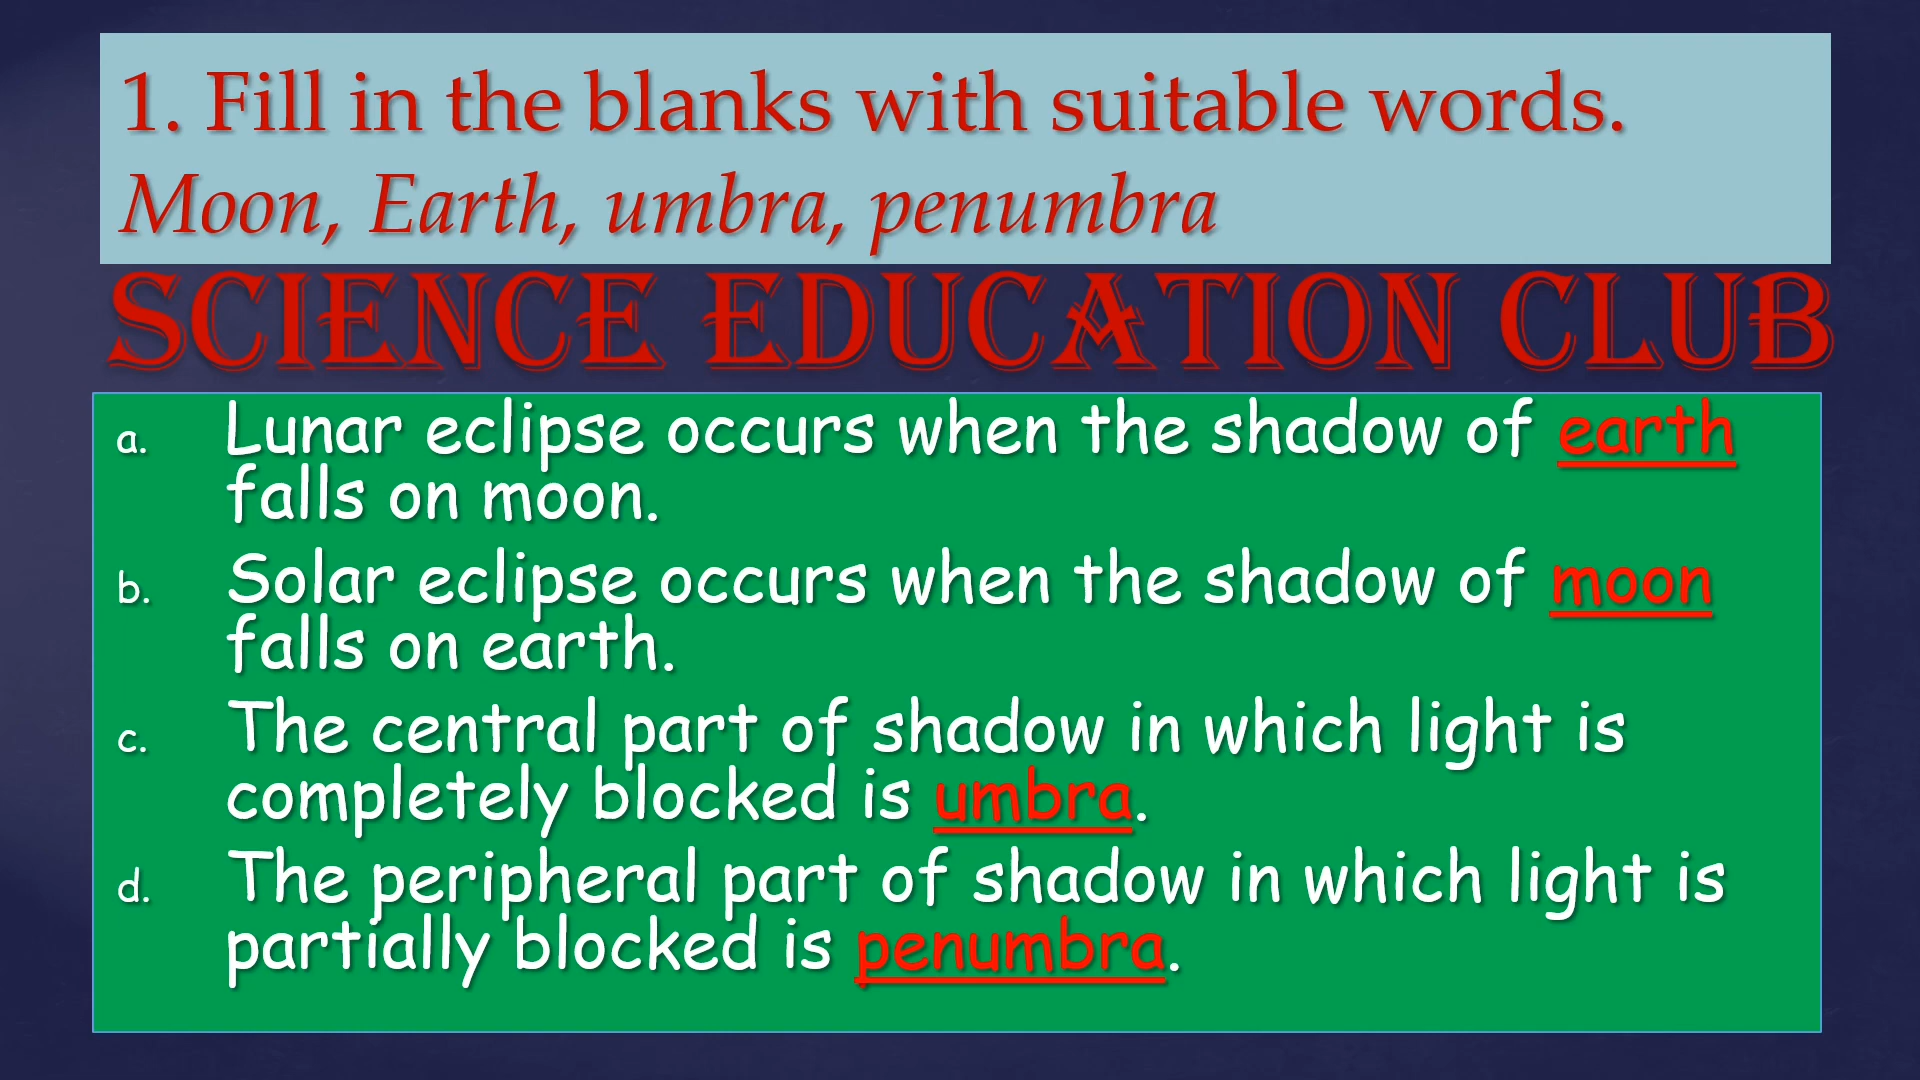 1. Fill in the blanks with suitable words.
Moon, Earth, umbra, penumbra
SCIENCE EDUCATION CLUB
a. Lunar eclipse occurs when the shadow of earth
falls on moon.
b. Solar eclipse occurs when the shadow of moon
falls on earth.
c. The central part of shadow in which light is
completely blocked is umbra.
d. The peripheral part of shadow in which light is
partially blocked is penumbra.